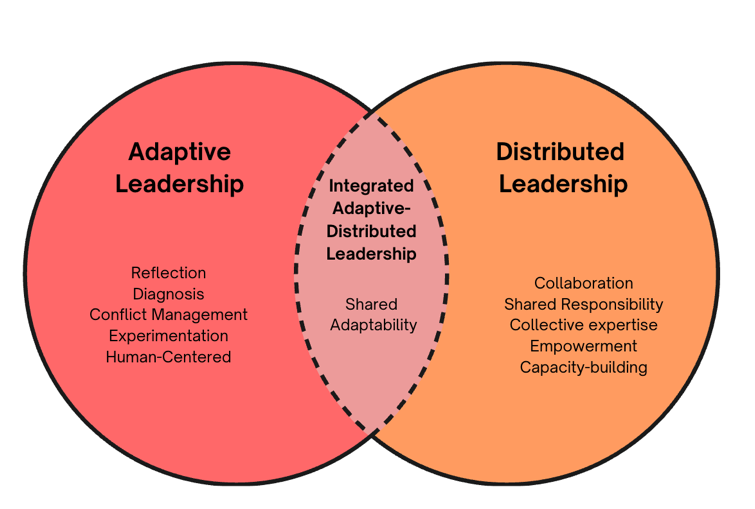 Adaptive
Leadership
Reflection
Diagnosis
Conflict Management
Experimentation
Human-Centered
Integrated
Adaptive-
Distributed
Leadership
Shared
Adaptability
Distributed
Leadership
Collaboration
Shared Responsibility
Collective expertise
Empowerment
Capacity-building